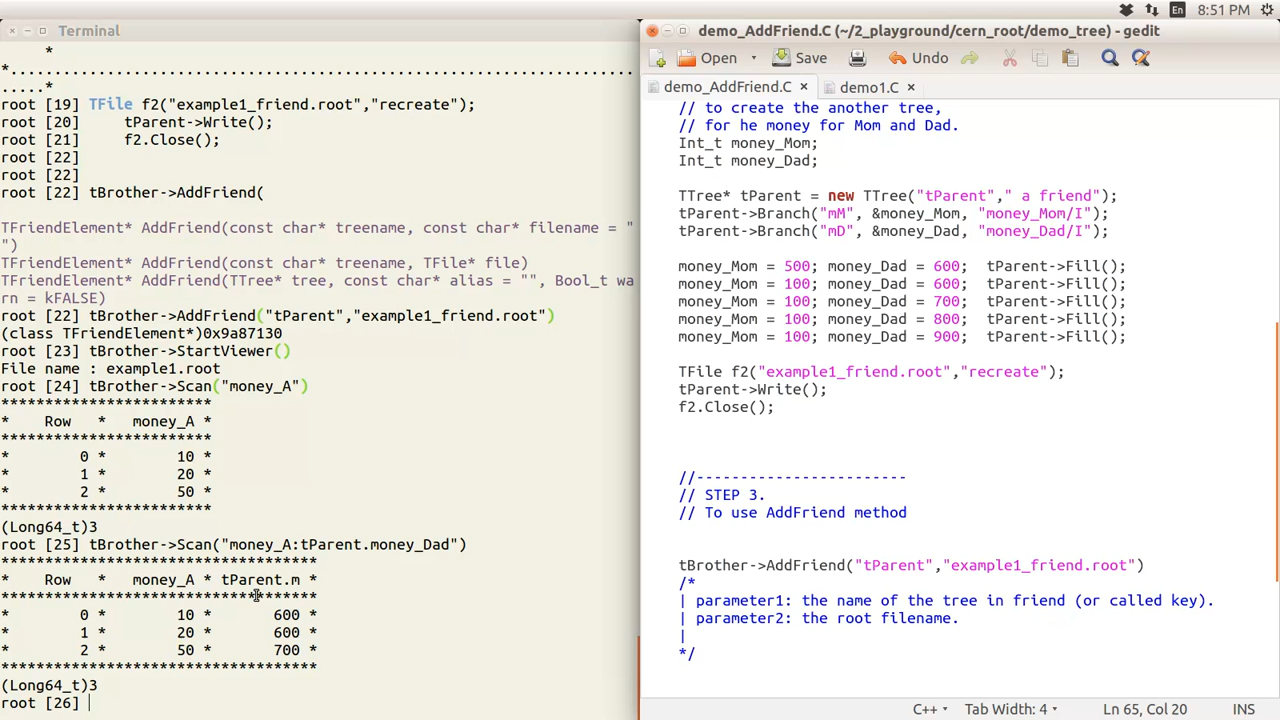 En 8:51 PM
Terminal
*
*.......................................................................
.....*
root [19] TFile f2("example1_friend.root","recreate");
root [20]     tParent->Write();
root [21]     f2.Close();
root [22]
root [22]
root [22] tBrother->AddFriend(
TFriendElement* AddFriend(const char* treename, const char* filename = "
")
TFriendElement* AddFriend(const char* treename, TFile* file)
TFriendElement* AddFriend(TTree* tree, const char* alias = "", Bool_t wa
rn = kFALSE)
root [22] tBrother->AddFriend("tParent","example1_friend.root")
(class TFriendElement*)0x9a87130
root [23] tBrother->StartViewer()
File name : example1.root
root [24] tBrother->Scan("money_A")
************************
*    Row   *   money_A *
************************
*        0 *        10 *
*        1 *        20 *
*        2 *        50 *
************************
(Long64_t)3
root [25] tBrother->Scan("money_A:tParent.money_Dad")
************************************
*    Row   *   money_A * tParent.m *
************************************
*        0 *        10 *       600 *
*        1 *        20 *       600 *
*        2 *        50 *       700 *
************************************
(Long64_t)3
root [26]
demo_AddFriend.C (~/2_playground/cern_root/demo_tree) - gedit
Open Save Undo
demo_AddFriend.C × demo1.C ×
// to create the another tree,
// for he money for Mom and Dad.
Int_t money_Mom;
Int_t money_Dad;
TTree* tParent = new TTree("tParent"," a friend");
tParent->Branch("mM", &money_Mom, "money_Mom/I");
tParent->Branch("mD", &money_Dad, "money_Dad/I");
money_Mom = 500; money_Dad = 600;  tParent->Fill();
money_Mom = 100; money_Dad = 600;  tParent->Fill();
money_Mom = 100; money_Dad = 700;  tParent->Fill();
money_Mom = 100; money_Dad = 800;  tParent->Fill();
money_Mom = 100; money_Dad = 900;  tParent->Fill();
TFile f2("example1_friend.root","recreate");
tParent->Write();
f2.Close();
//-------------------------
// STEP 3.
// To use AddFriend method
tBrother->AddFriend("tParent","example1_friend.root")
/*
| parameter1: the name of the tree in friend (or called key).
| parameter2: the root filename.
|
*/
C++ Tab Width: 4 Ln 65, Col 20 INS